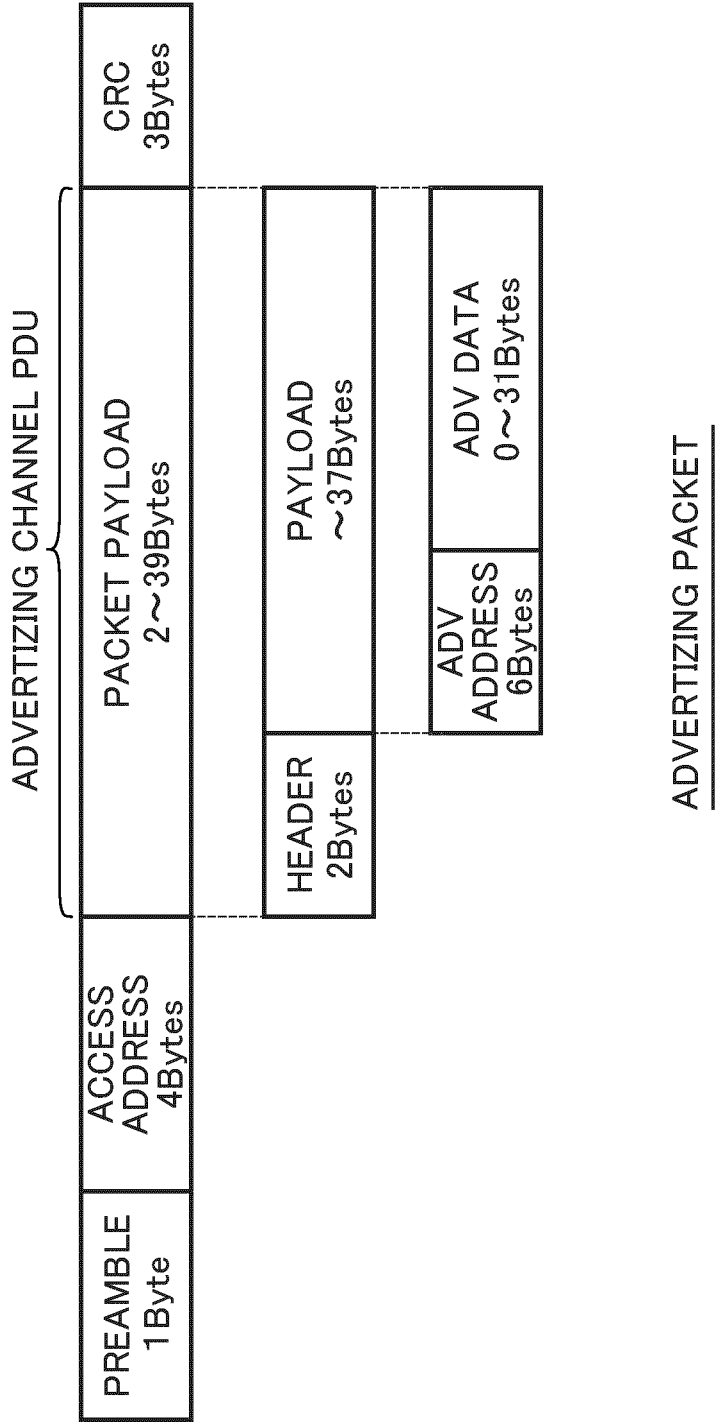 ADVERTIZING CHANNEL PDU
PREAMBLE
1Byte
ACCESS
ADDRESS
4Bytes
PACKET PAYLOAD
2～39Bytes
CRC
3Bytes
HEADER
2Bytes
PAYLOAD
～37Bytes
ADV
ADDRESS
6Bytes
ADV DATA
0～31Bytes
ADVERTIZING PACKET